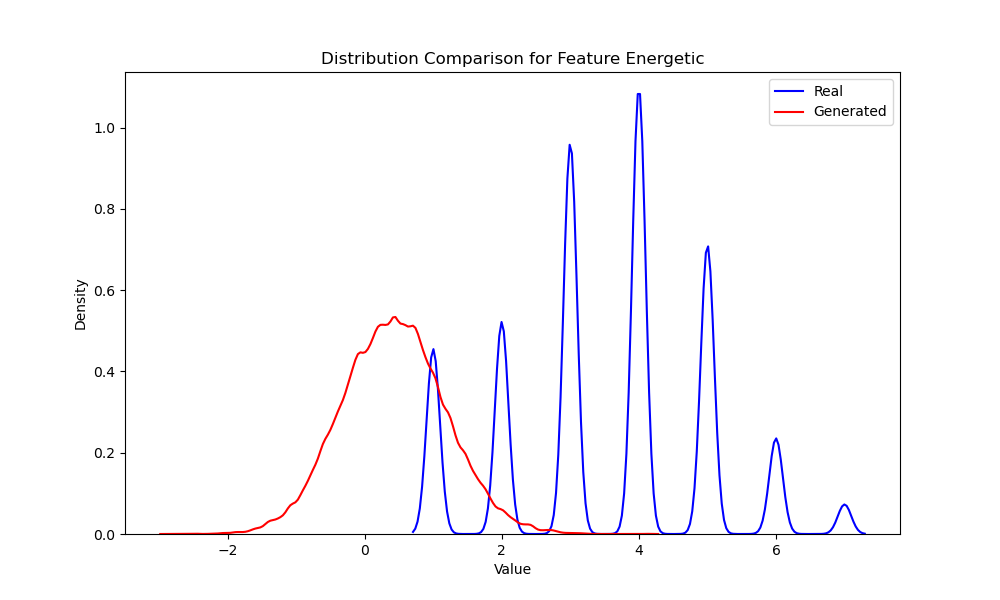 Distribution Comparison for Feature Energetic
Real
Generated
Density
1.0
0.8
0.6
0.4
0.2
0.0
−2
0
2
4
6
Value